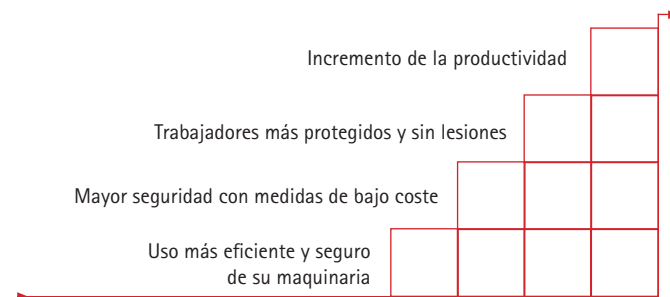 Incremento de la productividad
Trabajadores más protegidos y sin lesiones
Mayor seguridad con medidas de bajo coste
Uso más eficiente y seguro
de su maquinaria